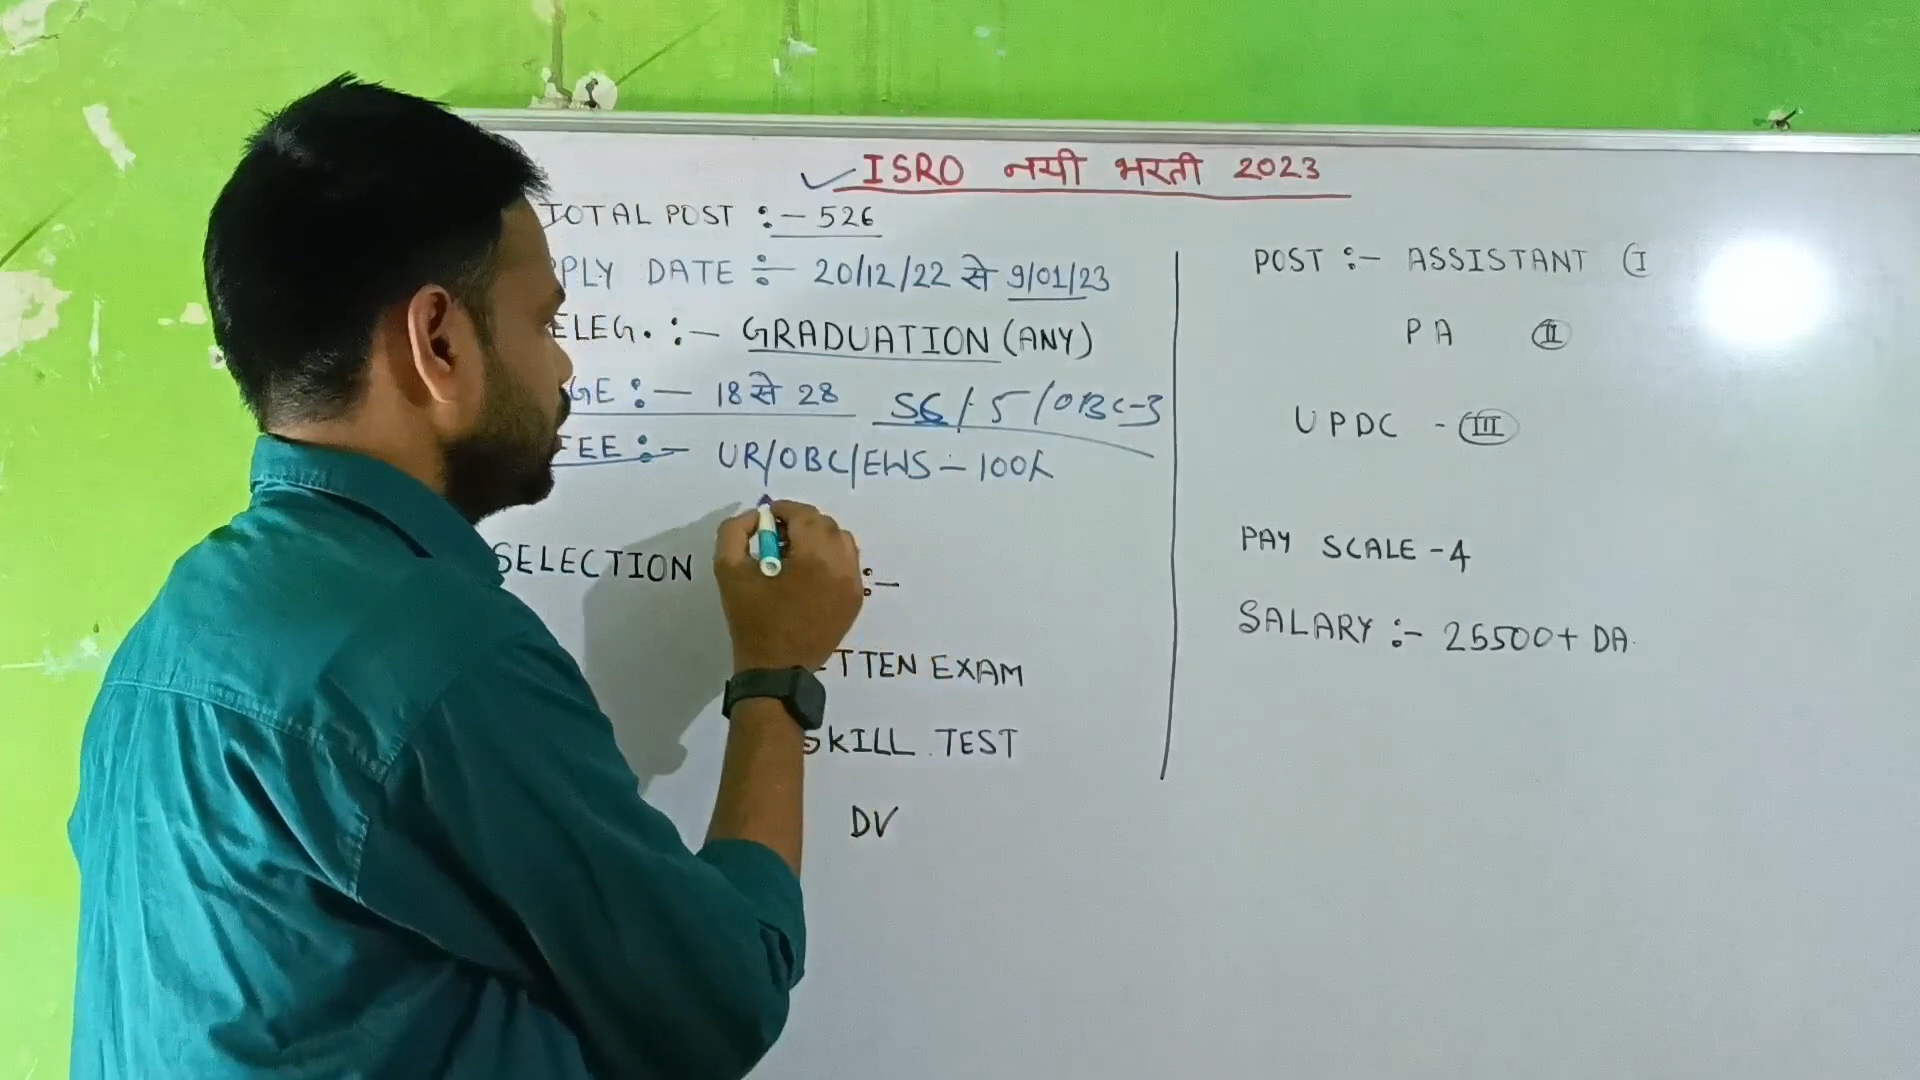 ISRO नयी भरती 2023
TOTAL POST :- 526
PPLY DATE :- 20/12/22 से 9/01/23
ELEG. :- GRADUATION (ANY)
GE :- 18 से 28 /5/OBC-3
FEE :- UR/OBC/EWS - 100/-
SELECTION :-
TTEN EXAM
SKILL TEST
DV
POST :- ASSISTANT I
PA II
UPDC - III
PAY SCALE - 4
SALARY :- 25500 + DA.